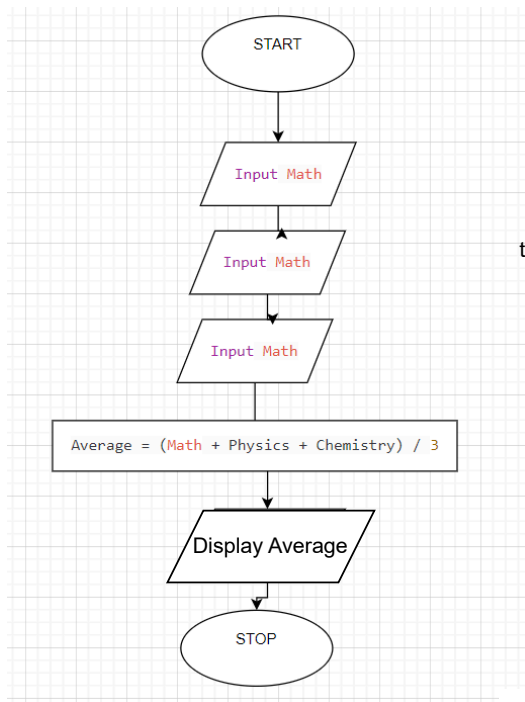 START
Input Math
Input Math
t
Input Math
Average = (Math + Physics + Chemistry) / 3
Display Average
STOP